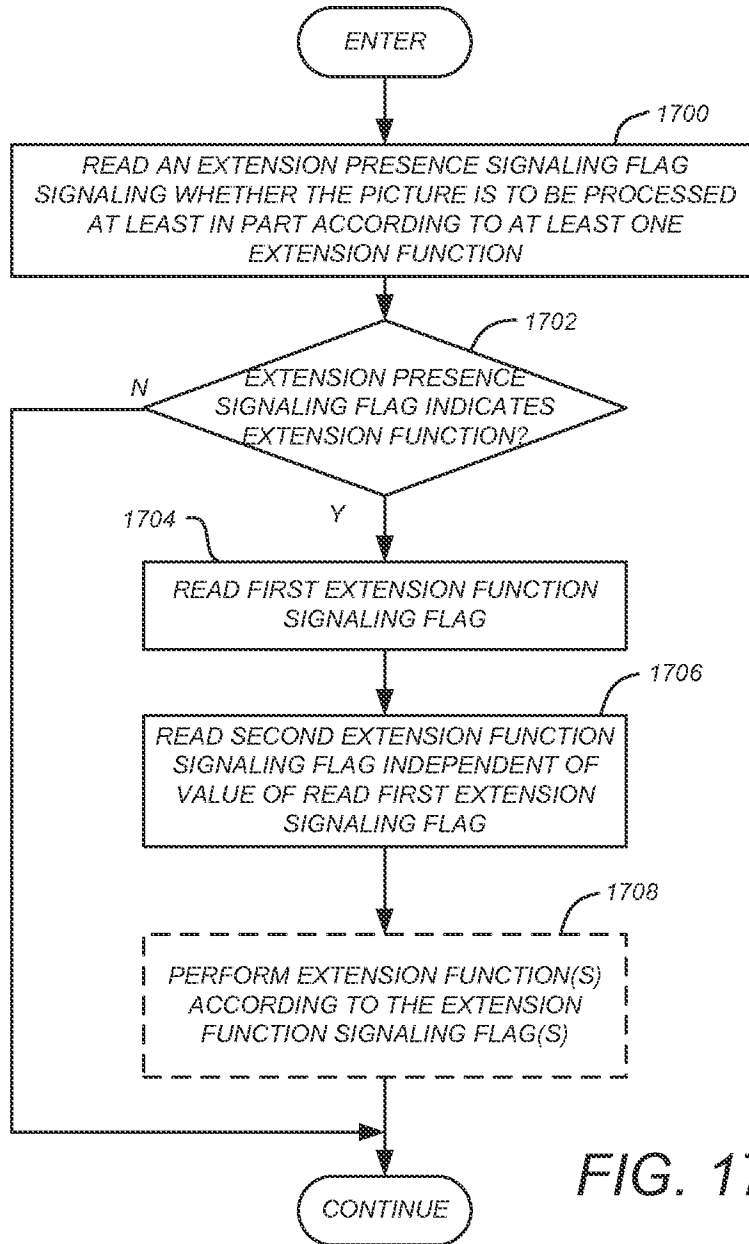 ENTER
1700
READ AN EXTENSION PRESENCE SIGNALING FLAG
SIGNALING WHETHER THE PICTURE IS TO BE PROCESSED
AT LEAST IN PART ACCORDING TO AT LEAST ONE
EXTENSION FUNCTION
1702
N
EXTENSION PRESENCE
SIGNALING FLAG INDICATES
EXTENSION FUNCTION?
Y
1704
READ FIRST EXTENSION FUNCTION
SIGNALING FLAG
1706
READ SECOND EXTENSION FUNCTION
SIGNALING FLAG INDEPENDENT OF
VALUE OF READ FIRST EXTENSION
SIGNALING FLAG
1708
PERFORM EXTENSION FUNCTION(S)
ACCORDING TO THE EXTENSION
FUNCTION SIGNALING FLAG(S)
CONTINUE
FIG. 17